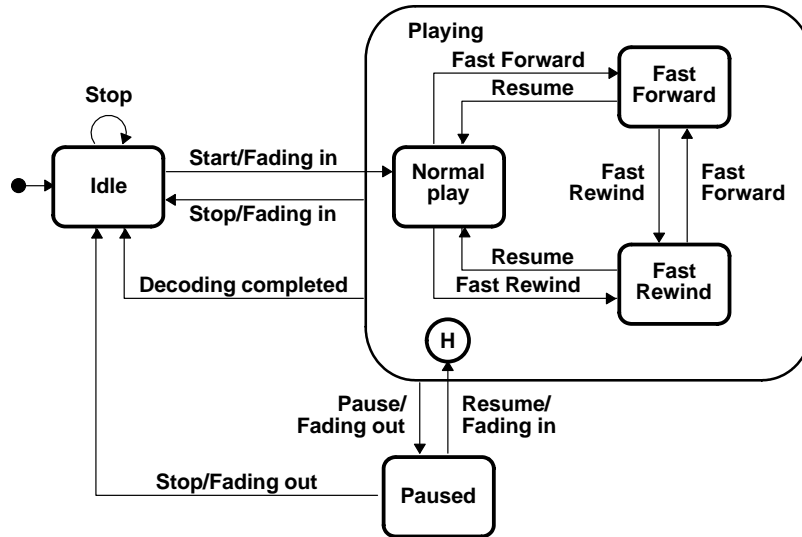 Playing
Fast Forward
Fast
Forward
Resume
Stop
Idle
Start/Fading in
Normal
play
Fast
Rewind
Fast
Forward
Stop/Fading in
Resume
Fast
Rewind
Decoding completed
Fast Rewind
H
Pause/
Fading out
Resume/
Fading in
Stop/Fading out
Paused